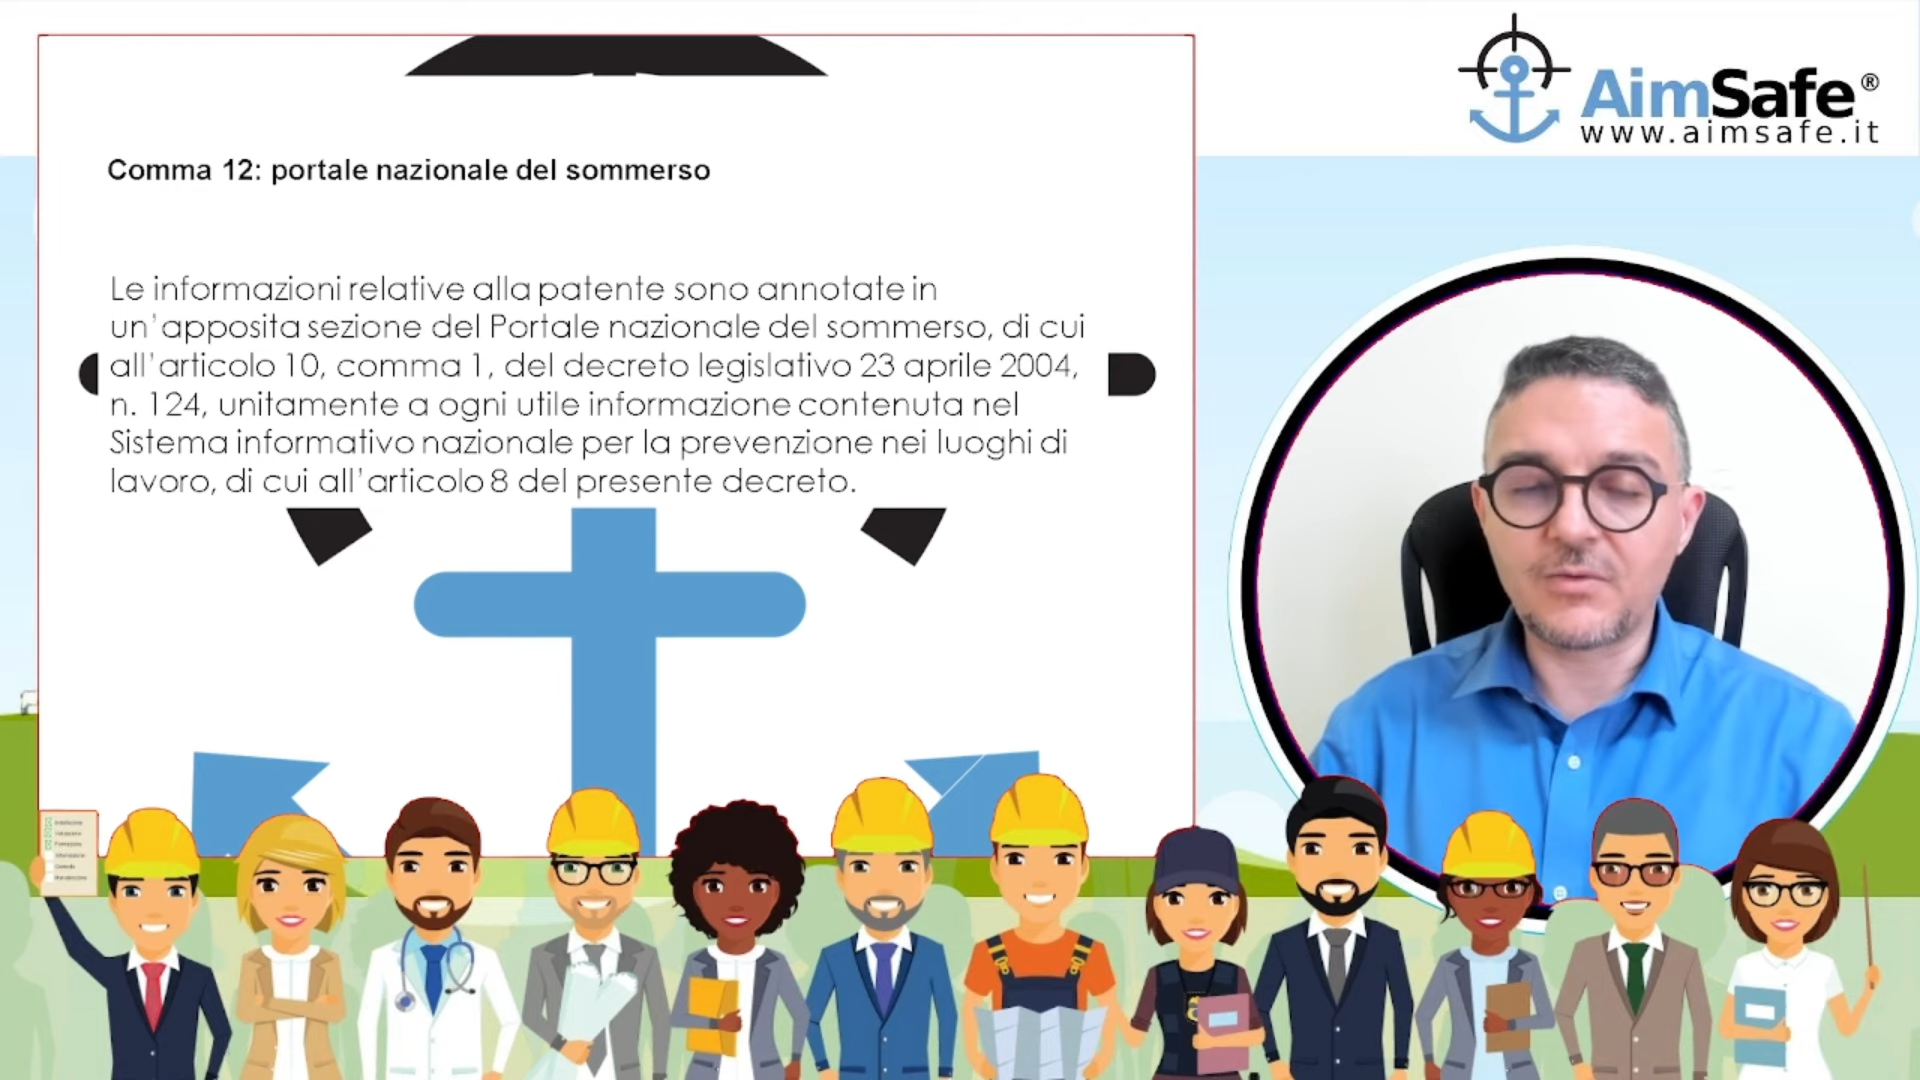 AimSafe®
www.aimsafe.it
Comma 12: portale nazionale del sommerso
Le informazioni relative alla patente sono annotate in
un'apposita sezione del Portale nazionale del sommerso, di cui
all'articolo 10, comma 1, del decreto legislativo 23 aprile 2004,
n. 124, unitamente a ogni utile informazione contenuta nel
Sistema informativo nazionale per la prevenzione nei luoghi di
lavoro, di cui all'articolo 8 del presente decreto.